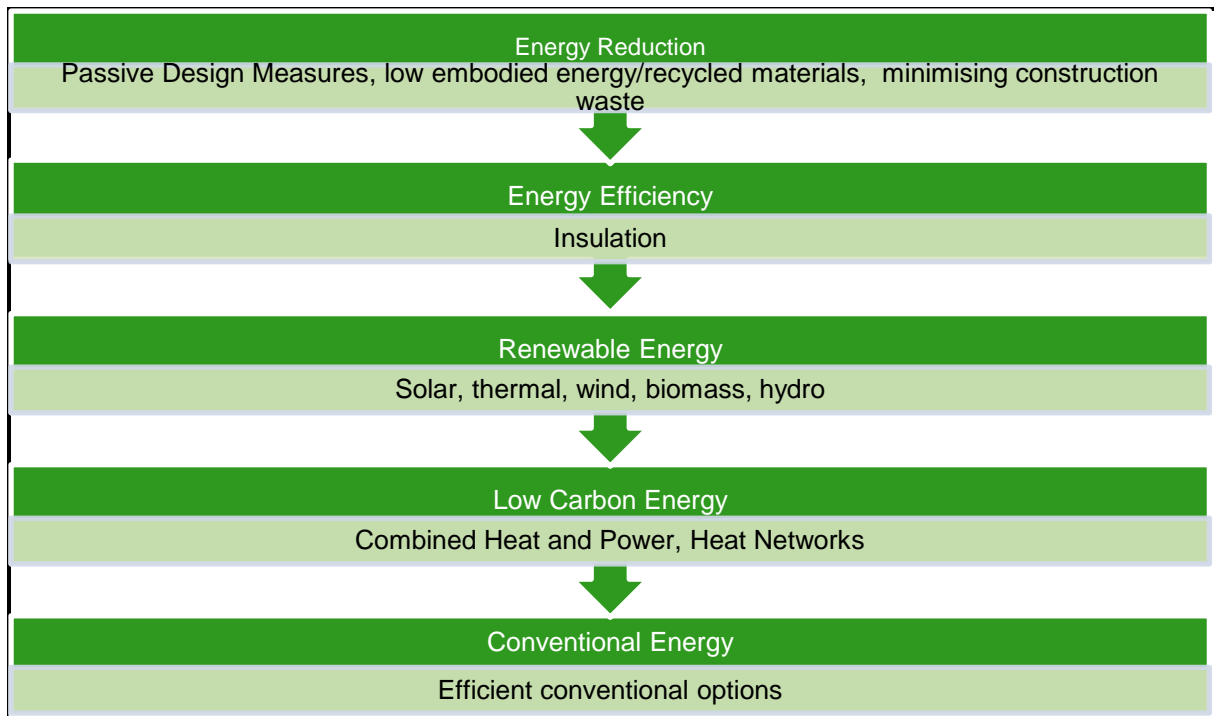 Energy Reduction
Passive Design Measures, low embodied energy/recycled materials,  minimising construction
waste
Energy Efficiency
Insulation
Renewable Energy
Solar, thermal, wind, biomass, hydro
Low Carbon Energy
Combined Heat and Power, Heat Networks
Conventional Energy
Efficient conventional options